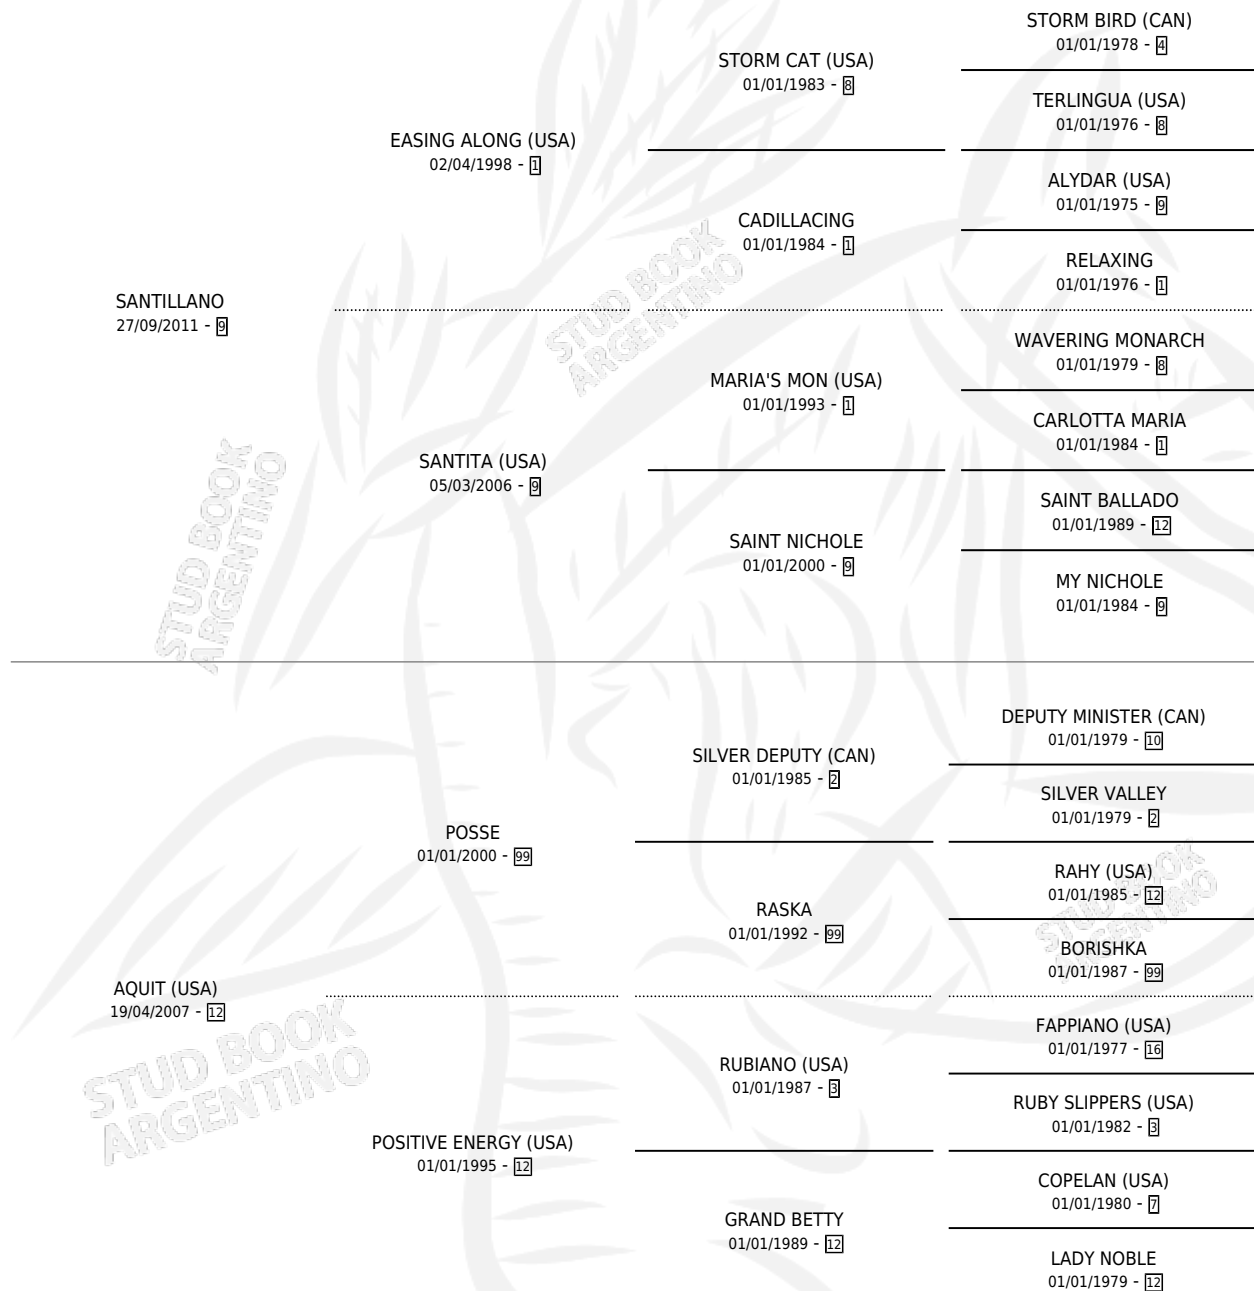 STORM BIRD (CAN)
01/01/1978 - 4
STORM CAT (USA)
01/01/1983 - 8
TERLINGUA (USA)
01/01/1976 - 8
EASING ALONG (USA)
02/04/1998 - 1
ALYDAR (USA)
01/01/1975 - 9
CADILLACING
01/01/1984 - 1
RELAXING
01/01/1976 - 1
SANTILLANO
27/09/2011 - 9
WAVERING MONARCH
01/01/1979 - 8
MARIA'S MON (USA)
01/01/1993 - 1
CARLOTTA MARIA
01/01/1984 - 1
SANTITA (USA)
05/03/2006 - 9
SAINT BALLADO
01/01/1989 - 12
SAINT NICHOLE
01/01/2000 - 9
MY NICHOLE
01/01/1984 - 9
DEPUTY MINISTER (CAN)
01/01/1979 - 10
SILVER DEPUTY (CAN)
01/01/1985 - 2
SILVER VALLEY
01/01/1979 - 2
POSSE
01/01/2000 - 99
RAHY (USA)
01/01/1985 - 12
RASKA
01/01/1992 - 99
BORISHKA
01/01/1987 - 99
AQUIT (USA)
19/04/2007 - 12
FAPPIANO (USA)
01/01/1977 - 16
RUBIANO (USA)
01/01/1987 - 3
RUBY SLIPPERS (USA)
01/01/1982 - 3
POSITIVE ENERGY (USA)
01/01/1995 - 12
COPELAN (USA)
01/01/1980 - 7
GRAND BETTY
01/01/1989 - 12
LADY NOBLE
01/01/1979 - 12
STUD BOOK
ARGENTINO
STUD BOOK
ARGENTINO
STUD BOOK
ARGENTINO
STUD BOOK
ARGENTINO